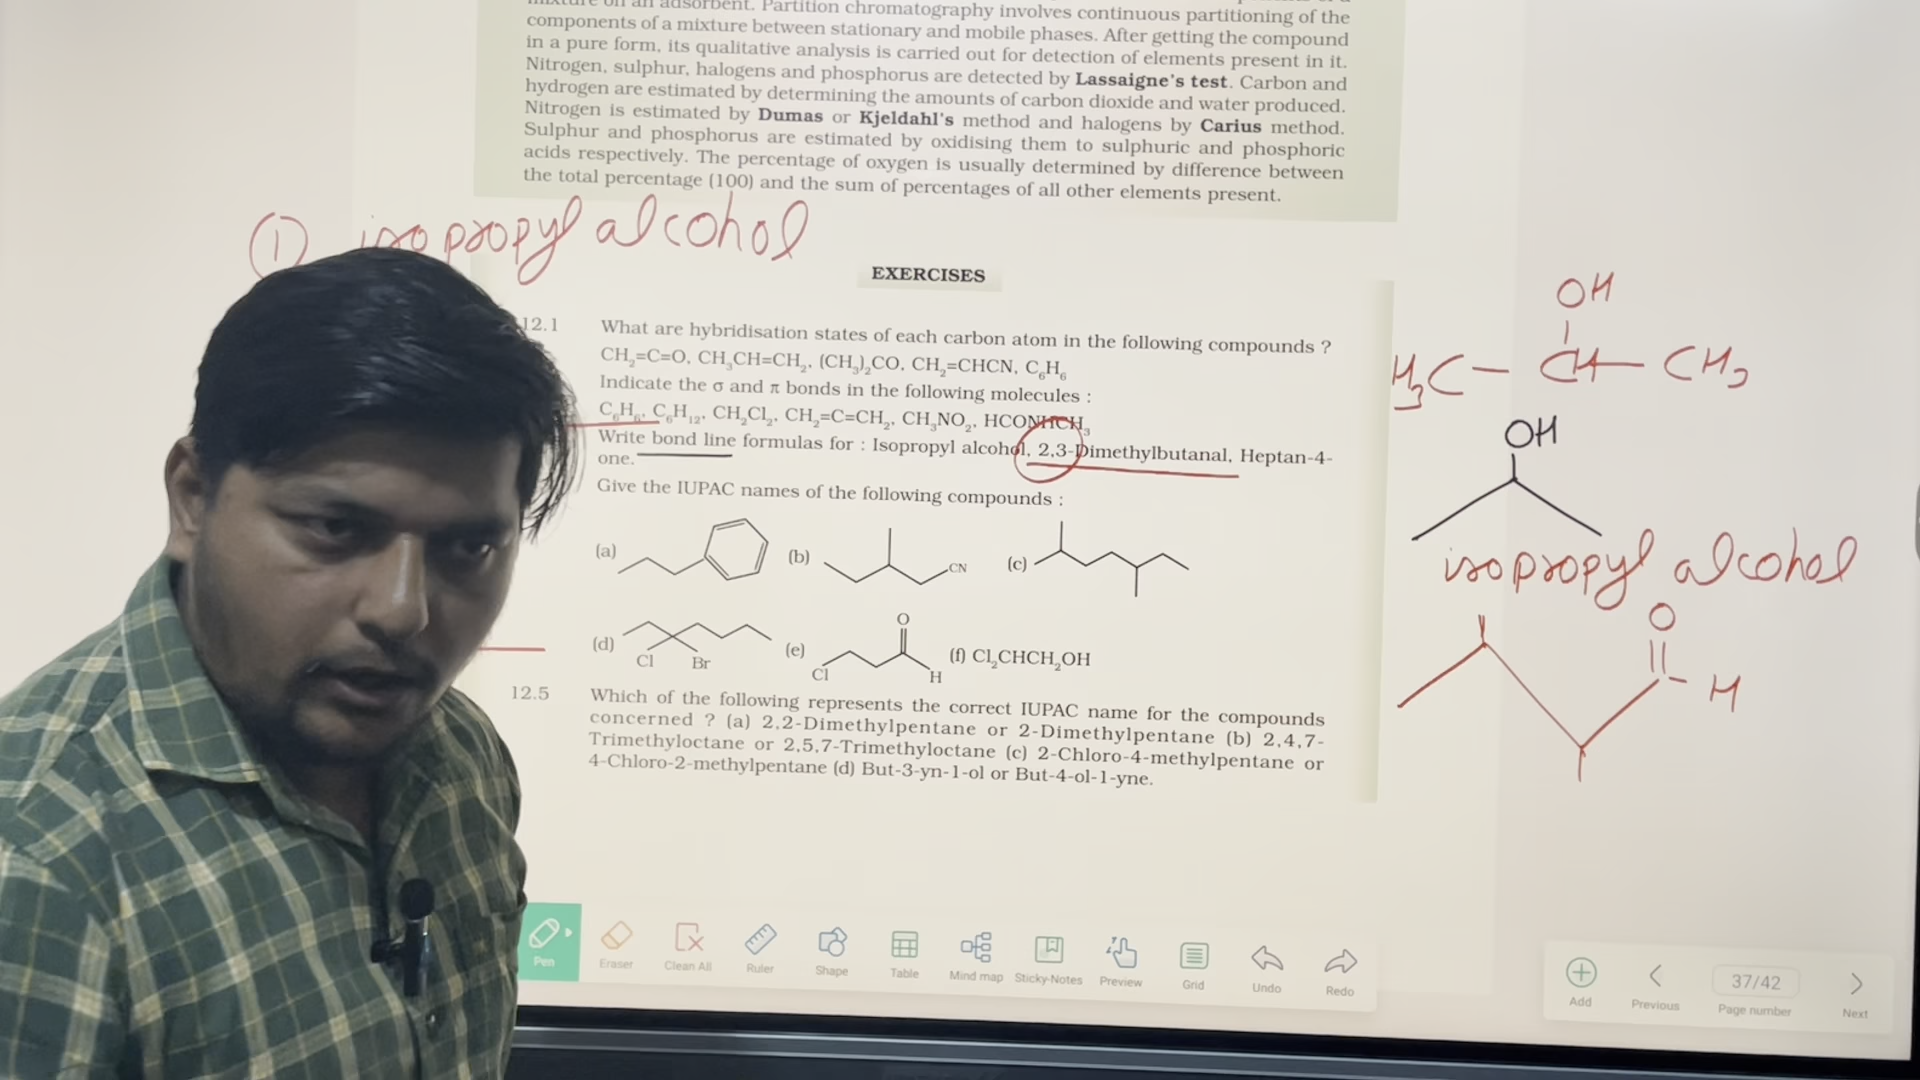 mixture on an adsorbent. Partition chromatography involves continuous partitioning of the
components of a mixture between stationary and mobile phases. After getting the compound
in a pure form, its qualitative analysis is carried out for detection of elements present in it.
Nitrogen, sulphur, halogens and phosphorus are detected by Lassaigne's test. Carbon and
hydrogen are estimated by determining the amounts of carbon dioxide and water produced.
Nitrogen is estimated by Dumas or Kjeldahl's method and halogens by Carius method.
Sulphur and phosphorus are estimated by oxidising them to sulphuric and phosphoric
acids respectively. The percentage of oxygen is usually determined by difference between
the total percentage (100) and the sum of percentages of all other elements present.
① isopropyl alcohol
EXERCISES
12.1 What are hybridisation states of each carbon atom in the following compounds ?
CH₂=C=O, CH₃CH=CH₂, (CH₃)₂CO, CH₂=CHCN, C₆H₆
Indicate the σ and π bonds in the following molecules :
C₆H₆, C₆H₁₂, CH₂Cl₂, CH₂=C=CH₂, CH₃NO₂, HCONHCH₃
Write bond line formulas for : Isopropyl alcohol, 2,3-Dimethylbutanal, Heptan-4-
one.
Give the IUPAC names of the following compounds :
(a) (b) CN (c)
(d) Cl Br (e) O Cl H (f) Cl₂CHCH₂OH
12.5 Which of the following represents the correct IUPAC name for the compounds
concerned ? (a) 2,2-Dimethylpentane or 2-Dimethylpentane (b) 2,4,7-
Trimethyloctane or 2,5,7-Trimethyloctane (c) 2-Chloro-4-methylpentane or
4-Chloro-2-methylpentane (d) But-3-yn-1-ol or But-4-ol-1-yne.
OH
H₃C - CH - CH₃
OH
isopropyl alcohol
O
H
Pen
Eraser
Clean All
Ruler
Shape
Table
Mind map
Sticky-Notes
Preview
Grid
Undo
Redo
Add
Previous
37/42
Page number
Next